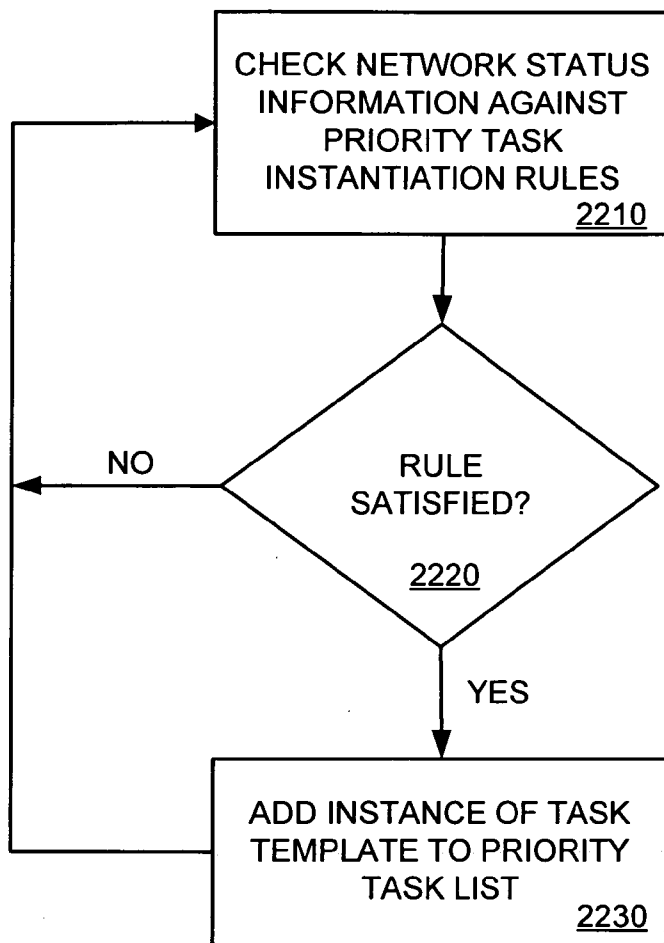 CHECK NETWORK STATUS
INFORMATION AGAINST
PRIORITY TASK
INSTANTIATION RULES
2210
NO
RULE
SATISFIED?
2220
YES
ADD INSTANCE OF TASK
TEMPLATE TO PRIORITY
TASK LIST
2230